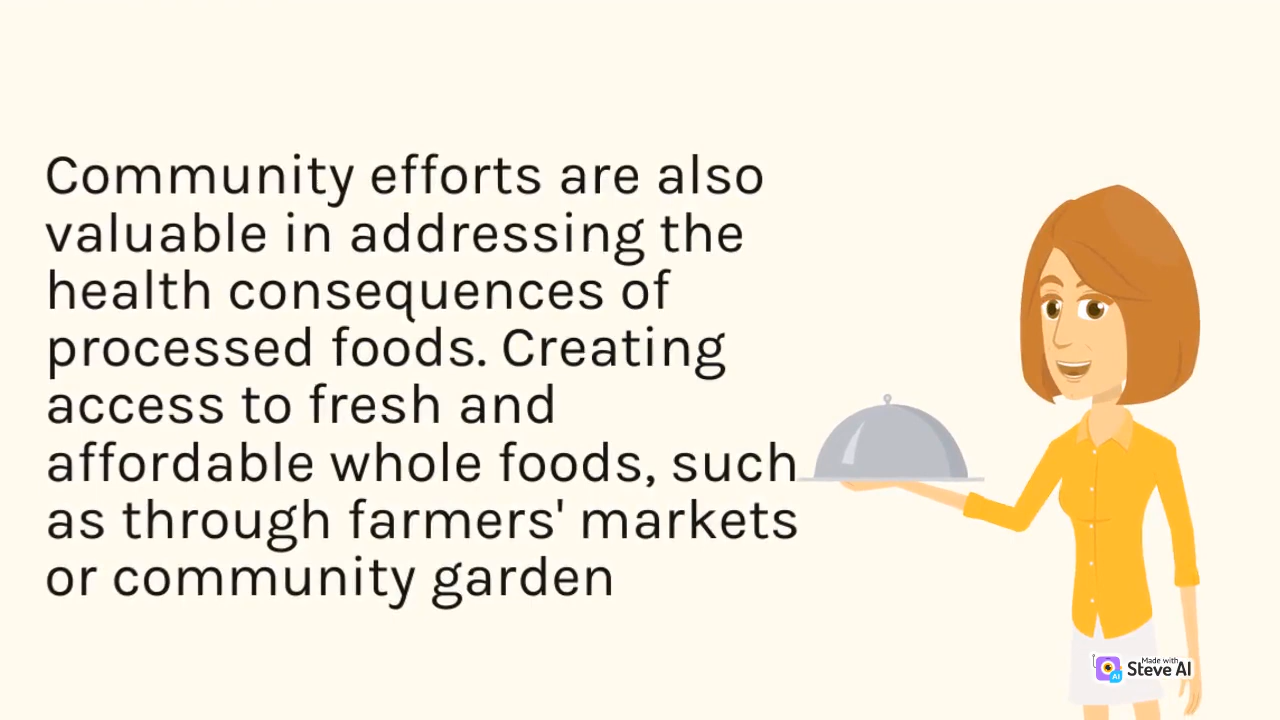 Community efforts are also
valuable in addressing the
health consequences of
processed foods. Creating
access to fresh and
affordable whole foods, such
as through farmers' markets
or community garden
Made with
Steve AI
AI